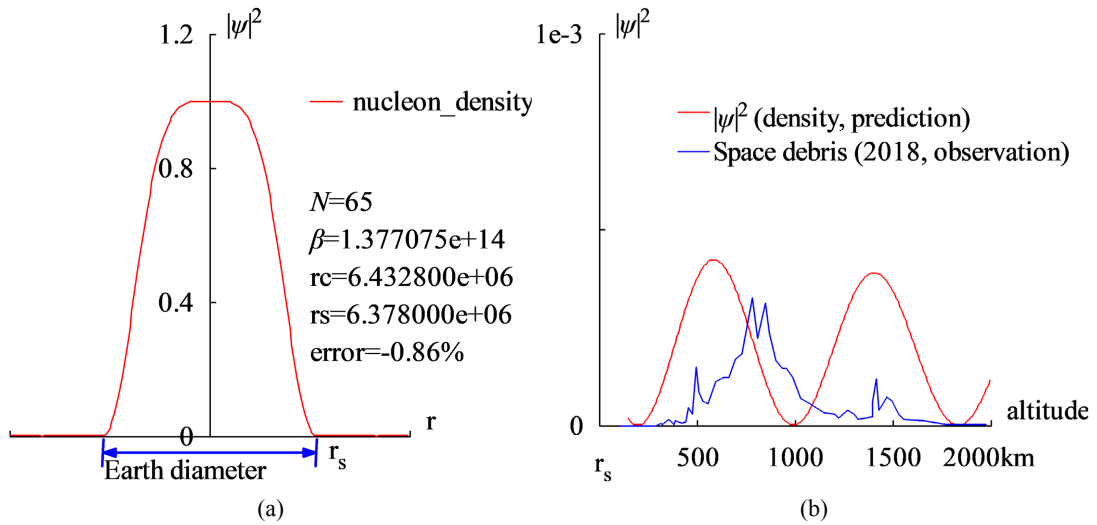 |ψ|²
1.2
0.8
0.4
0
nucleon_density
N=65
β=1.377075e+14
rc=6.432800e+06
rs=6.378000e+06
error=-0.86%
r
rₛ
Earth diameter
(a)
|ψ|²
1e-3
|ψ|² (density, prediction)
Space debris (2018, observation)
0
altitude
rₛ
500
1000
1500
2000km
(b)